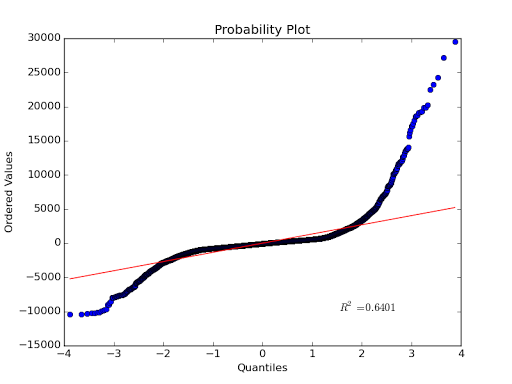 Probability Plot
30000
25000
20000
15000
10000
5000
0
−5000
−10000
−15000
Ordered Values
R² =0.6401
−4 −3 −2 −1 0 1 2 3 4
Quantiles